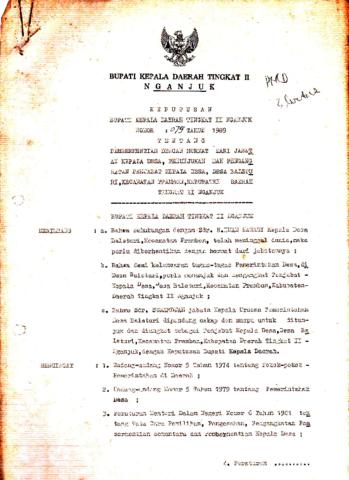 BUPATI KEPALA DAERAH TINGKAT II
NGANJUK
KEPUTUSAN
BUPATI KEPALA DAERAH TINGKAT II NGANJUK
NOMOR : 079 TAHUN 1989
TENTANG
PEMBERHENTIAN DENGAN HORMAT DARI JABAT
AN KEPALA DESA, PENUNJUKAN DAN PENGANG
KATAN PENJABAT KEPALA DESA, DESA
KECAMATAN PRAMBON, KABUPATEN DAERAH
TINGKAT II NGANJUK
BUPATI KEPALA DAERAH TINGKAT II NGANJUK
MENIMBANG : a. Bahwa sehubungan dengan Sdr. Kepala Desa
Kecamatan Prambon, telah meninggal dunia, maka
perlu diberhentikan dengan hormat dari jabatannya ;
b. Bahwa demi kelancaran tugas-tugas Pemerintahan Desa, di
Desa perlu menunjuk dan mengangkat Penjabat
Kepala Desa, Desa Kecamatan Prambon, Kabupaten
Daerah Tingkat II Nganjuk ;
c. Bahwa Sdr. jabatan Kepala Urusan Pemerintahan
Desa dipandang cakap dan mampu untuk ditun-
juk dan diangkat sebagai Penjabat Kepala Desa, Desa
Kecamatan Prambon, Kabupaten Daerah Tingkat II -
Nganjuk, dengan Keputusan Bupati Kepala Daerah.
MENGINGAT : 1. Undang-undang Nomor 5 Tahun 1974 tentang Pokok-pokok -
Pemerintahan di Daerah ;
2. Undang-undang Nomor 5 Tahun 1979 tentang Pemerintahan
Desa ;
3. Peraturan Menteri Dalam Negeri Nomor 6 Tahun 1981 ten
tang Tata Cara Pemilihan, Pengesahan, Pengangkatan Pem
berhentian sementara dan Pemberhentian Kepala Desa ;
4. Peraturan ..........